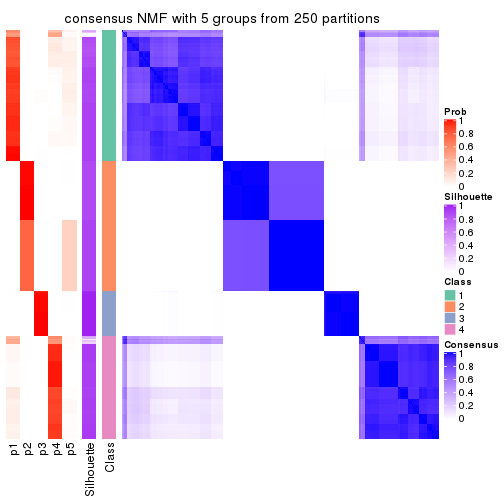 consensus NMF with 5 groups from 250 partitions
Prob
1
0.8
0.6
0.4
0.2
0
Silhouette
1
0.8
0.6
0.4
0.2
0
Class
1
2
3
4
Consensus
1
0.8
0.6
0.4
0.2
0
p1
p2
p3
p4
p5
Silhouette
Class